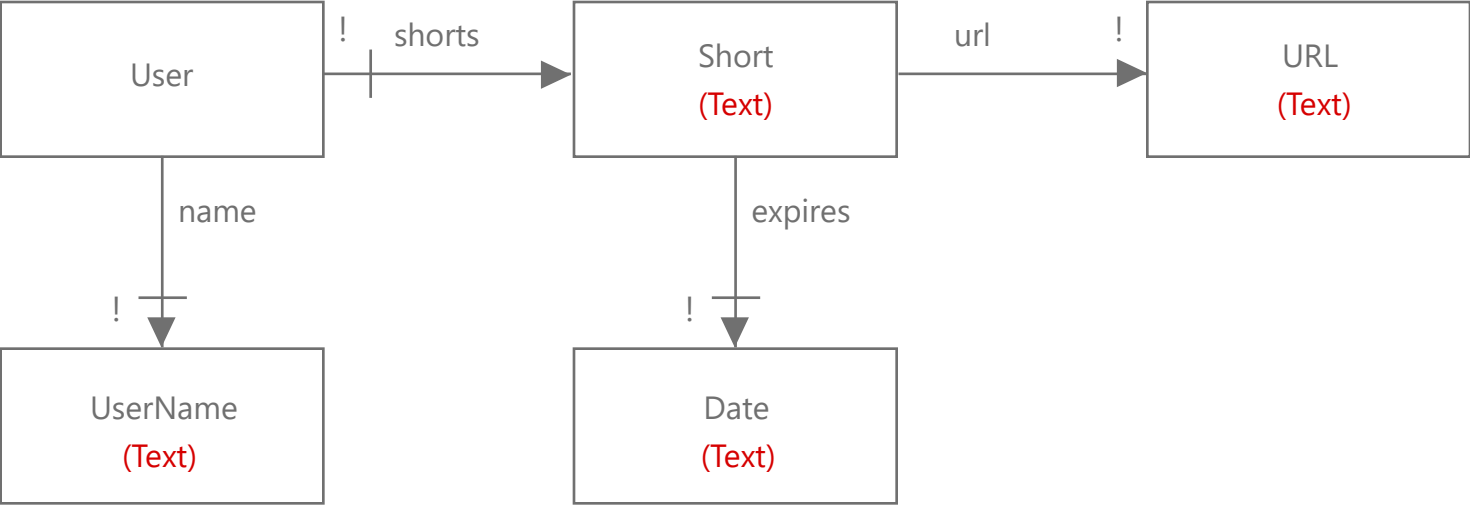 !
shorts
url
!
User
Short
(Text)
URL
(Text)
name
expires
!
!
UserName
(Text)
Date
(Text)